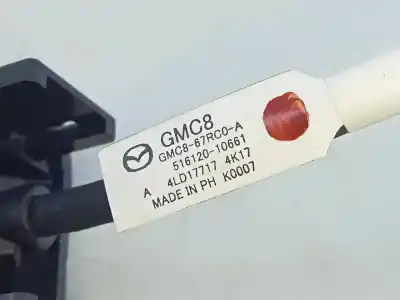 GMC8
GMC8-67RC0-A
516120-10661
A 4LD17717 4K17
MADE IN PH K0007